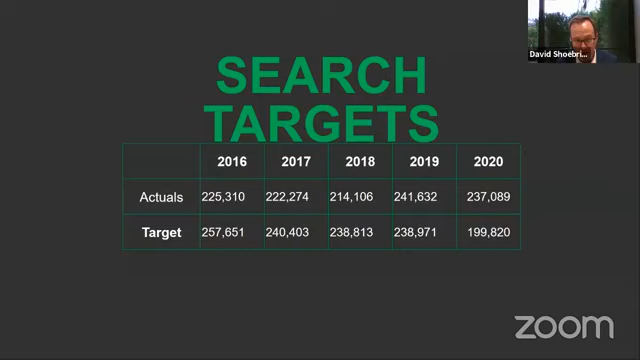 David Shoebri...
SEARCH
TARGETS
2016 2017 2018 2019 2020
Actuals 225,310 222,274 214,106 241,632 237,089
Target 257,651 240,403 238,813 238,971 199,820
zoom